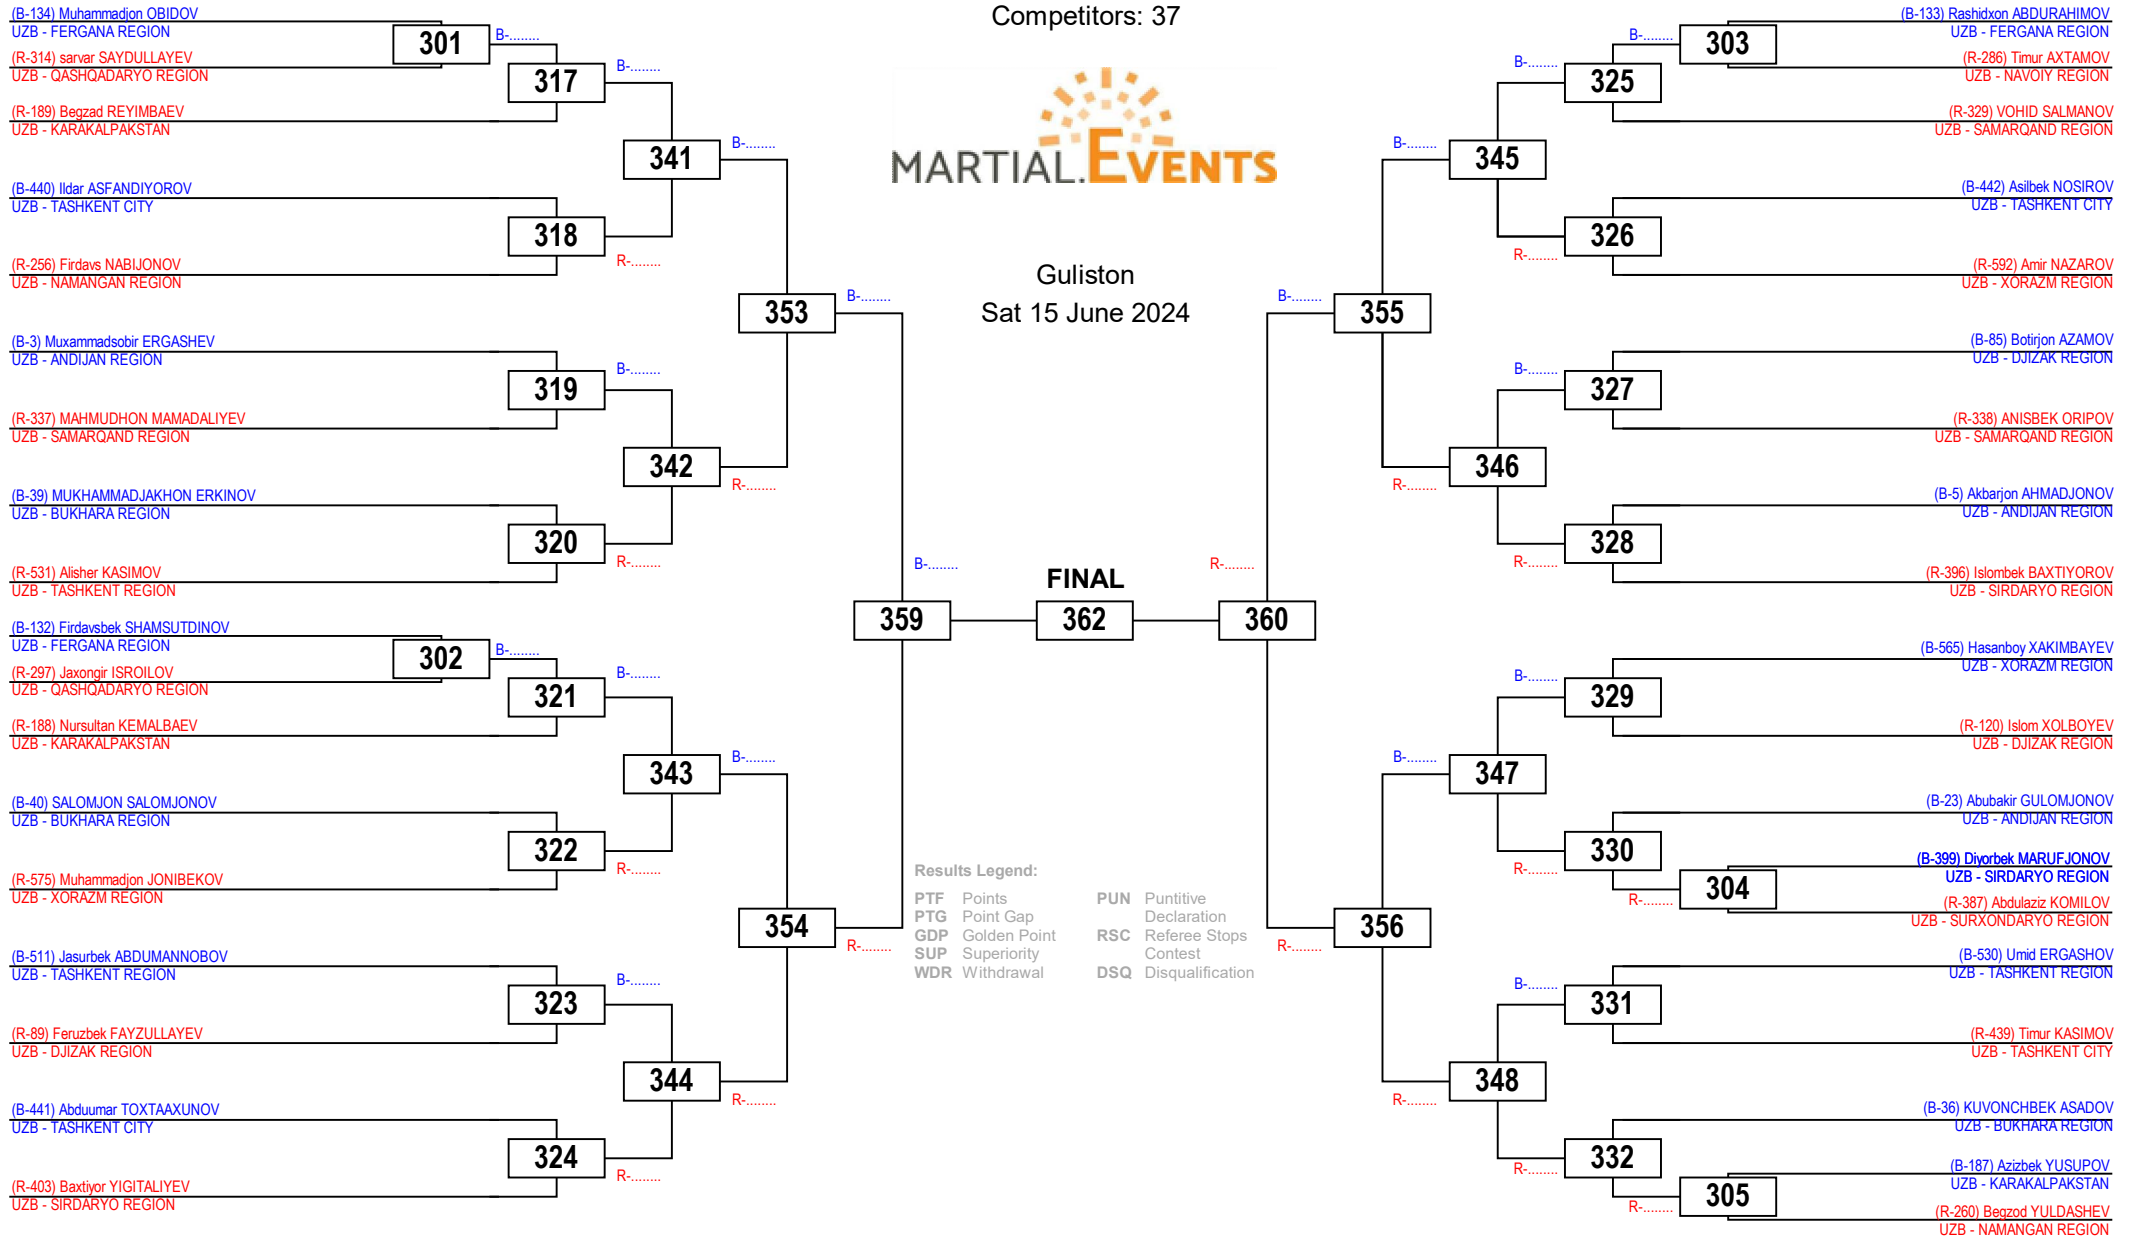 Competitors: 37
MARTIAL.EVENTS
Guliston
Sat 15 June 2024
(B-134) Muhammadjon OBIDOV
UZB - FERGANA REGION
301
B-........
(R-314) sarvar SAYDULLAYEV
UZB - QASHQADARYO REGION
317
B-........
(R-189) Begzad REYIMBAEV
UZB - KARAKALPAKSTAN
341
B-........
(B-440) Ildar ASFANDIYOROV
UZB - TASHKENT CITY
318
R-........
(R-256) Firdavs NABIJONOV
UZB - NAMANGAN REGION
353
B-........
(B-3) Muxammadsobir ERGASHEV
UZB - ANDIJAN REGION
319
B-........
(R-337) MAHMUDHON MAMADALIYEV
UZB - SAMARQAND REGION
342
R-........
(B-39) MUKHAMMADJAKHON ERKINOV
UZB - BUKHARA REGION
320
R-........
(R-531) Alisher KASIMOV
UZB - TASHKENT REGION
359
B-........
(B-132) Firdavsbek SHAMSUTDINOV
UZB - FERGANA REGION
302
B-........
(R-297) Jaxongir ISROILOV
UZB - QASHQADARYO REGION
321
B-........
(R-188) Nursultan KEMALBAEV
UZB - KARAKALPAKSTAN
343
B-........
(B-40) SALOMJON SALOMJONOV
UZB - BUKHARA REGION
322
R-........
(R-575) Muhammadjon JONIBEKOV
UZB - XORAZM REGION
354
R-........
(B-511) Jasurbek ABDUMANNOBOV
UZB - TASHKENT REGION
323
B-........
(R-89) Feruzbek FAYZULLAYEV
UZB - DJIZAK REGION
344
R-........
(B-441) Abduumar TOXTAAXUNOV
UZB - TASHKENT CITY
324
R-........
(R-403) Baxtiyor YIGITALIYEV
UZB - SIRDARYO REGION
FINAL
362
Results Legend:
PTF Points
PTG Point Gap
GDP Golden Point
SUP Superiority
WDR Withdrawal
PUN Puntitive
Declaration
RSC Referee Stops
Contest
DSQ Disqualification
(B-133) Rashidxon ABDURAHIMOV
UZB - FERGANA REGION
B-........
303
(R-286) Timur AXTAMOV
UZB - NAVOIY REGION
B-........
325
(R-329) VOHID SALMANOV
UZB - SAMARQAND REGION
B-........
345
(B-442) Asilbek NOSIROV
UZB - TASHKENT CITY
326
R-........
(R-592) Amir NAZAROV
UZB - XORAZM REGION
B-........
355
(B-85) Botirjon AZAMOV
UZB - DJIZAK REGION
B-........
327
(R-338) ANISBEK ORIPOV
UZB - SAMARQAND REGION
346
R-........
(B-5) Akbarjon AHMADJONOV
UZB - ANDIJAN REGION
328
R-........
(R-396) Islombek BAXTIYOROV
UZB - SIRDARYO REGION
R-........
360
(B-565) Hasanboy XAKIMBAYEV
UZB - XORAZM REGION
B-........
329
(R-120) Islom XOLBOYEV
UZB - DJIZAK REGION
B-........
347
(B-23) Abubakir GULOMJONOV
UZB - ANDIJAN REGION
330
R-........
(B-399) Diyorbek MARUFJONOV
UZB - SIRDARYO REGION
304
R-........
(R-387) Abdulaziz KOMILOV
UZB - SURXONDARYO REGION
356
R-........
(B-530) Umid ERGASHOV
UZB - TASHKENT REGION
B-........
331
(R-439) Timur KASIMOV
UZB - TASHKENT CITY
348
R-........
(B-36) KUVONCHBEK ASADOV
UZB - BUKHARA REGION
332
R-........
(B-187) Azizbek YUSUPOV
UZB - KARAKALPAKSTAN
305
R-........
(R-260) Begzod YULDASHEV
UZB - NAMANGAN REGION